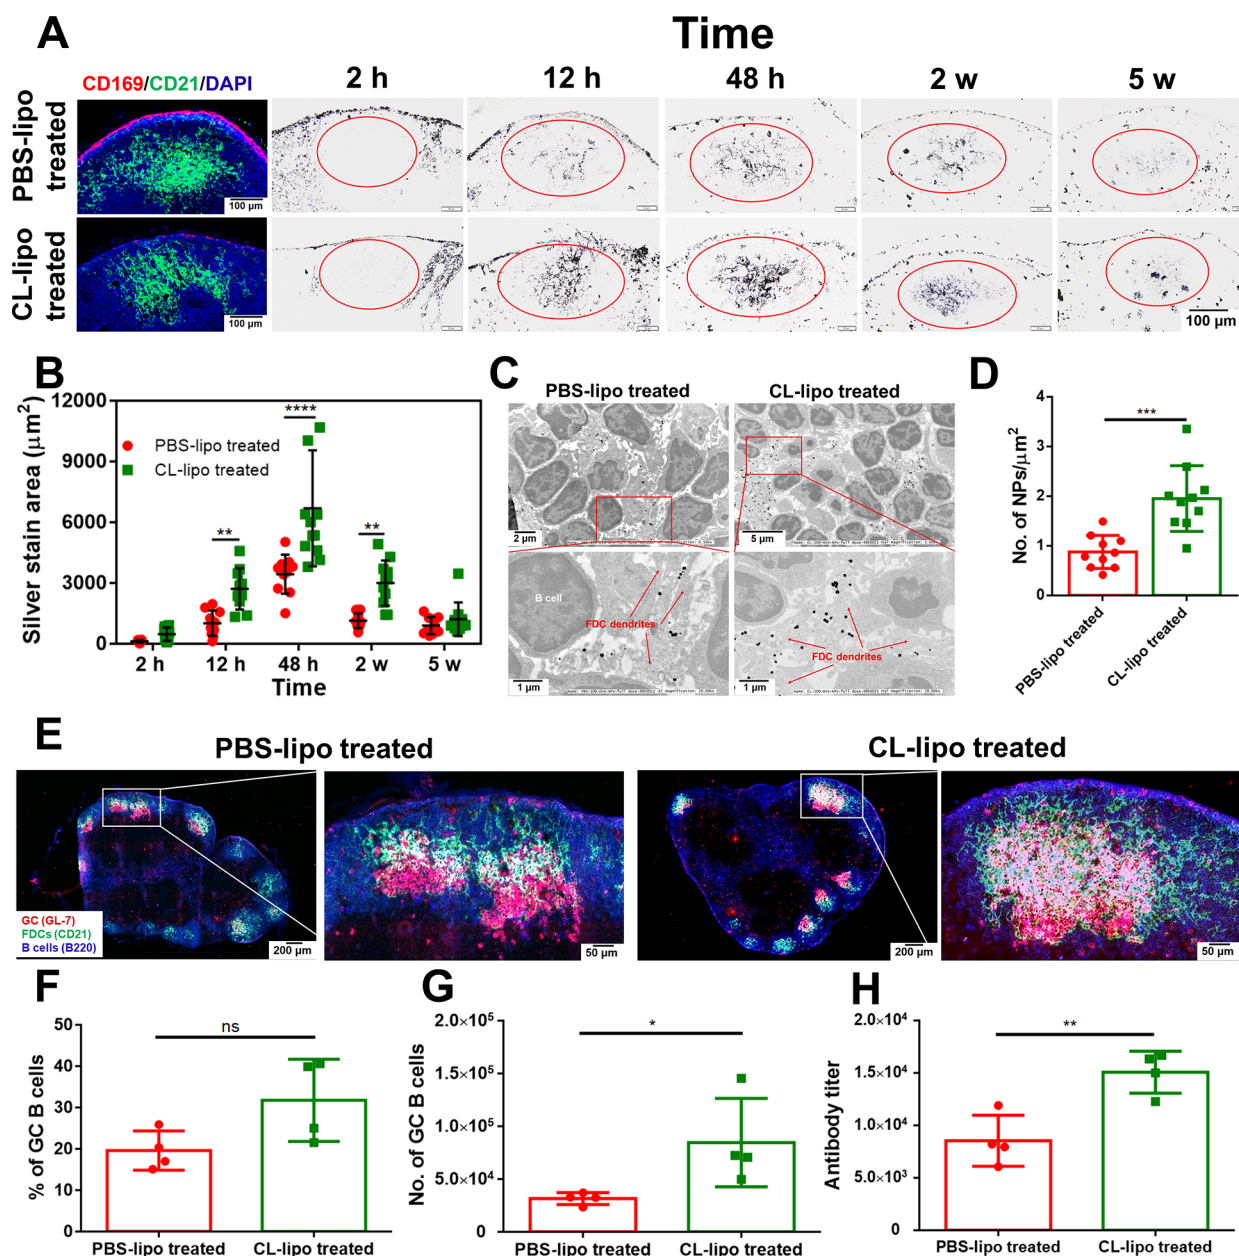 A
Time
CD169/CD21/DAPI
2 h
12 h
48 h
2 w
5 w
PBS-lipo
treated
100 µm
CL-lipo
treated
100 µm
100 µm
B
Silver stain area (µm²)
12000
9000
6000
3000
0
PBS-lipo treated
CL-lipo treated
**
****
**
2 h
12 h
48 h
2 w
5 w
Time
C
PBS-lipo treated
CL-lipo treated
2 µm
5 µm
B cell
FDC dendrites
FDC dendrites
1 µm
1 µm
D
No. of NPs/µm²
4
3
2
1
0
***
PBS-lipo treated
CL-lipo treated
E
PBS-lipo treated
CL-lipo treated
GC (GL-7)
FDCs (CD21)
B cells (B220)
200 µm
50 µm
200 µm
50 µm
F
% of GC B cells
50
40
30
20
10
0
ns
PBS-lipo treated
CL-lipo treated
G
No. of GC B cells
2.0×10⁵
1.5×10⁵
1.0×10⁵
5.0×10⁴
0
*
PBS-lipo treated
CL-lipo treated
H
Antibody titer
2.0×10⁴
1.5×10⁴
1.0×10⁴
5.0×10³
0
**
PBS-lipo treated
CL-lipo treated